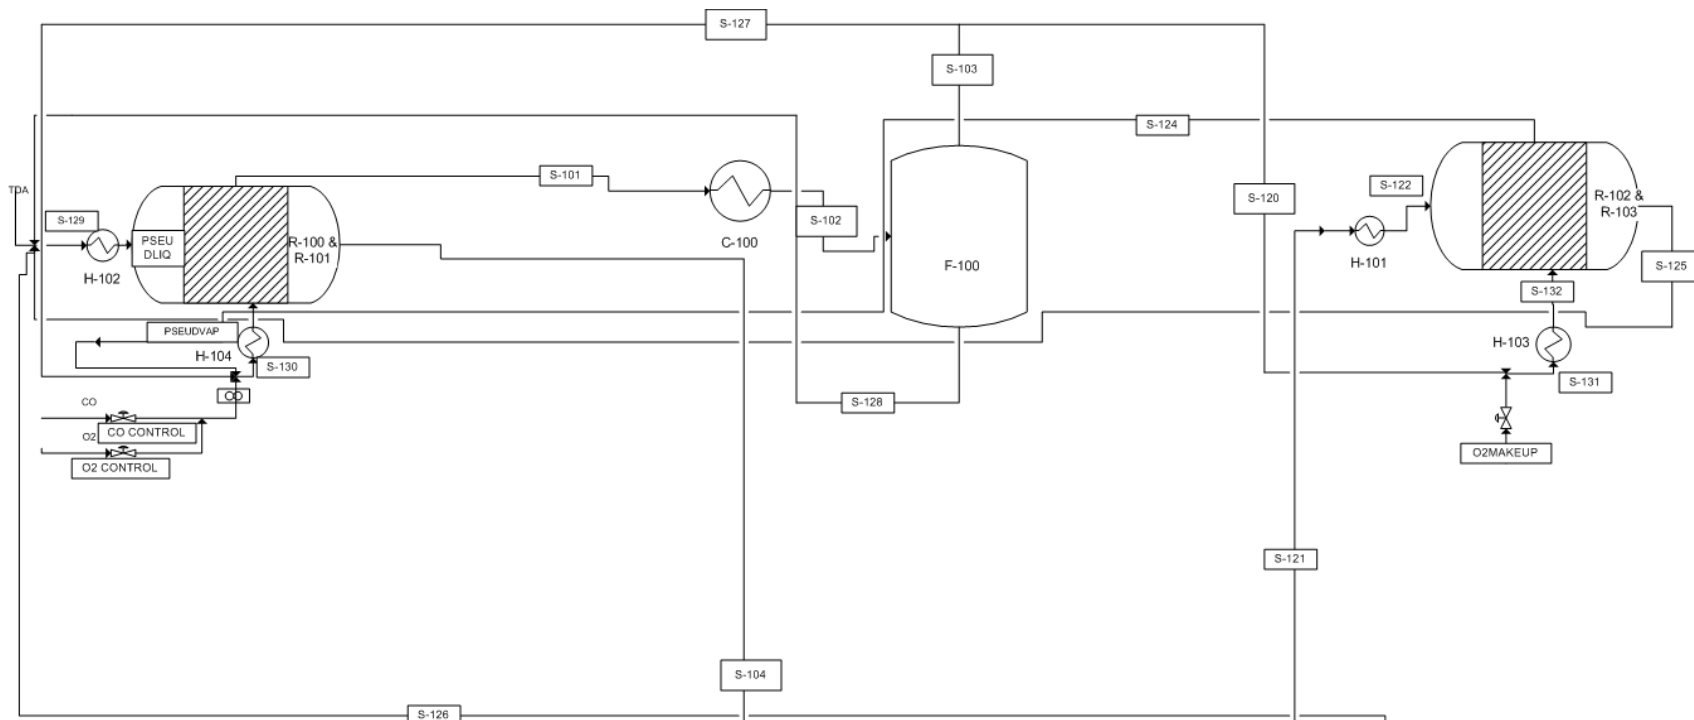 S-127
S-103
S-124
S-101
TDA
S-129
PSEU
DLIQ
R-100 &
R-101
H-102
S-102
C-100
F-100
S-120
S-122
R-102 &
R-103
H-101
S-125
S-132
PSEUDVAP
H-104
S-130
H-103
S-131
CO
CO CONTROL
O2
O2 CONTROL
S-128
O2MAKEUP
S-121
S-104
S-126